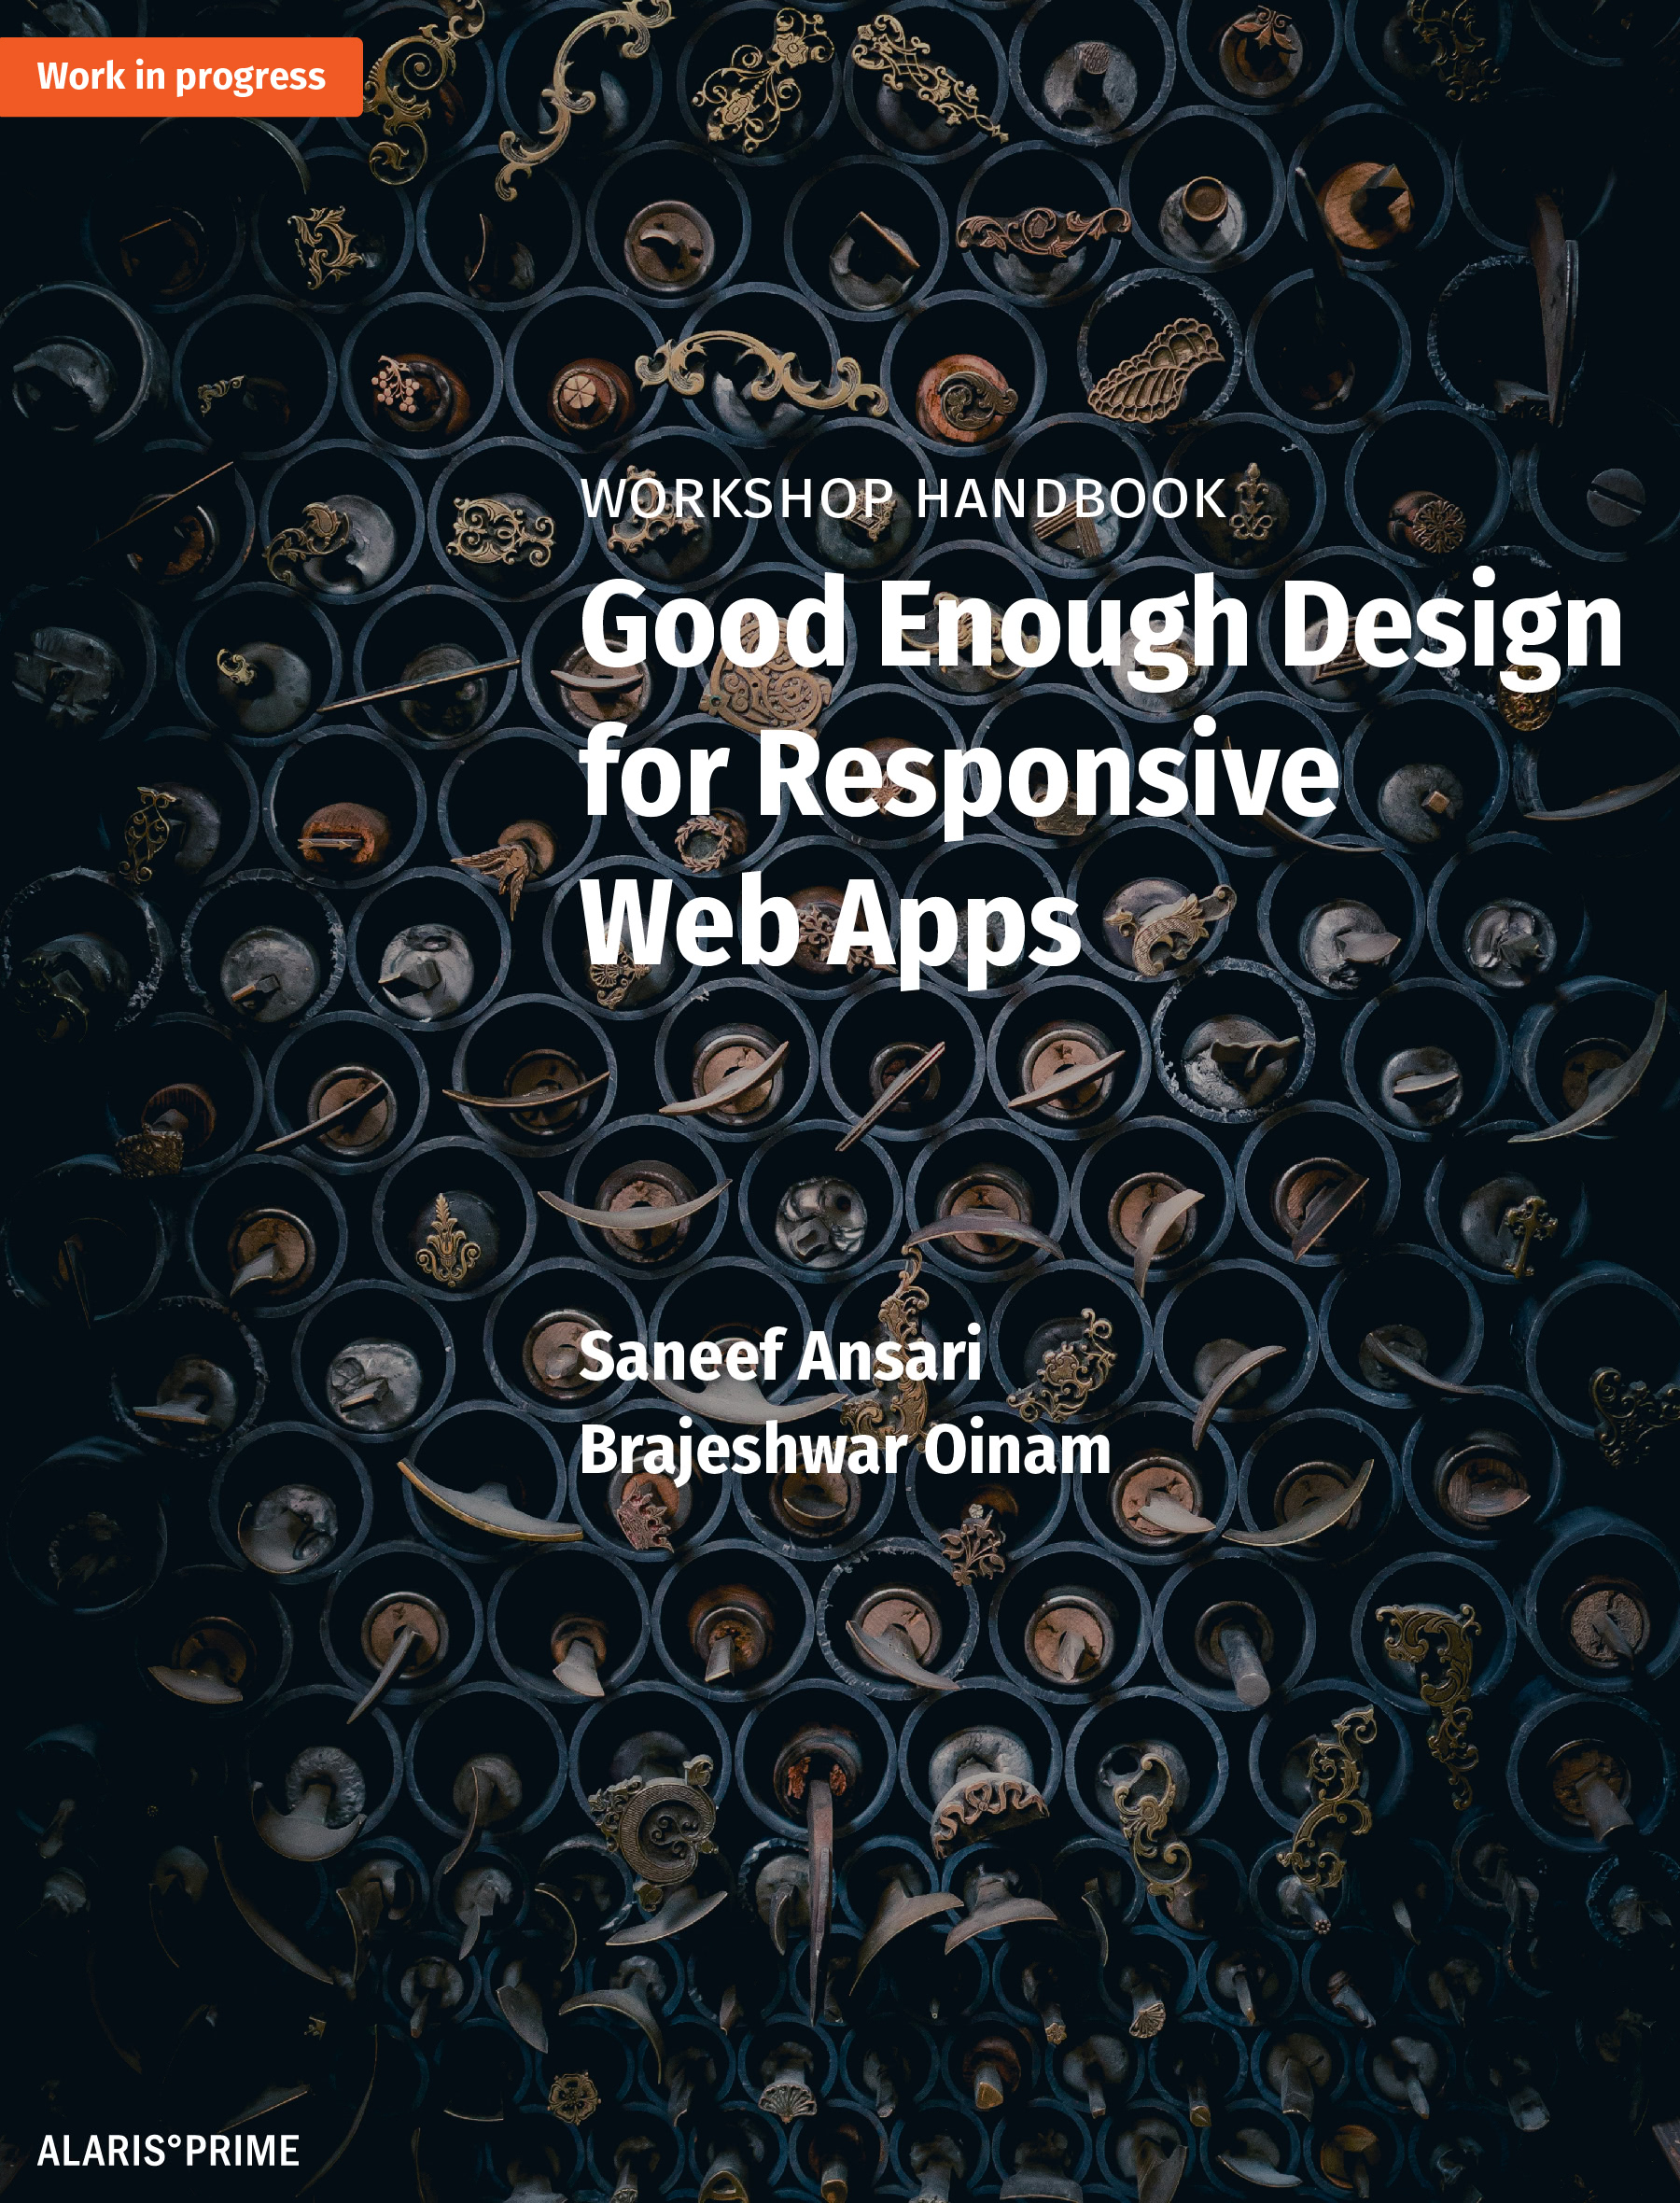 Work in progress
WORKSHOP HANDBOOK
Good Enough Design
for Responsive
Web Apps
Saneef Ansari
Brajeshwar Oinam
ALARIS°PRIME